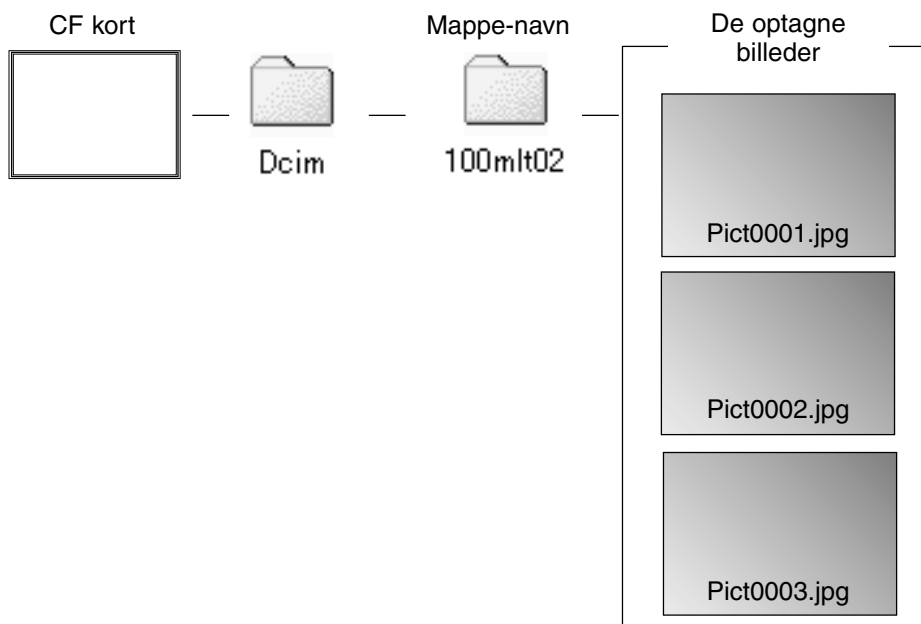 CF kort
Mappe-navn
De optagne
billeder
Dcim
100mlt02
Pict0001.jpg
Pict0002.jpg
Pict0003.jpg